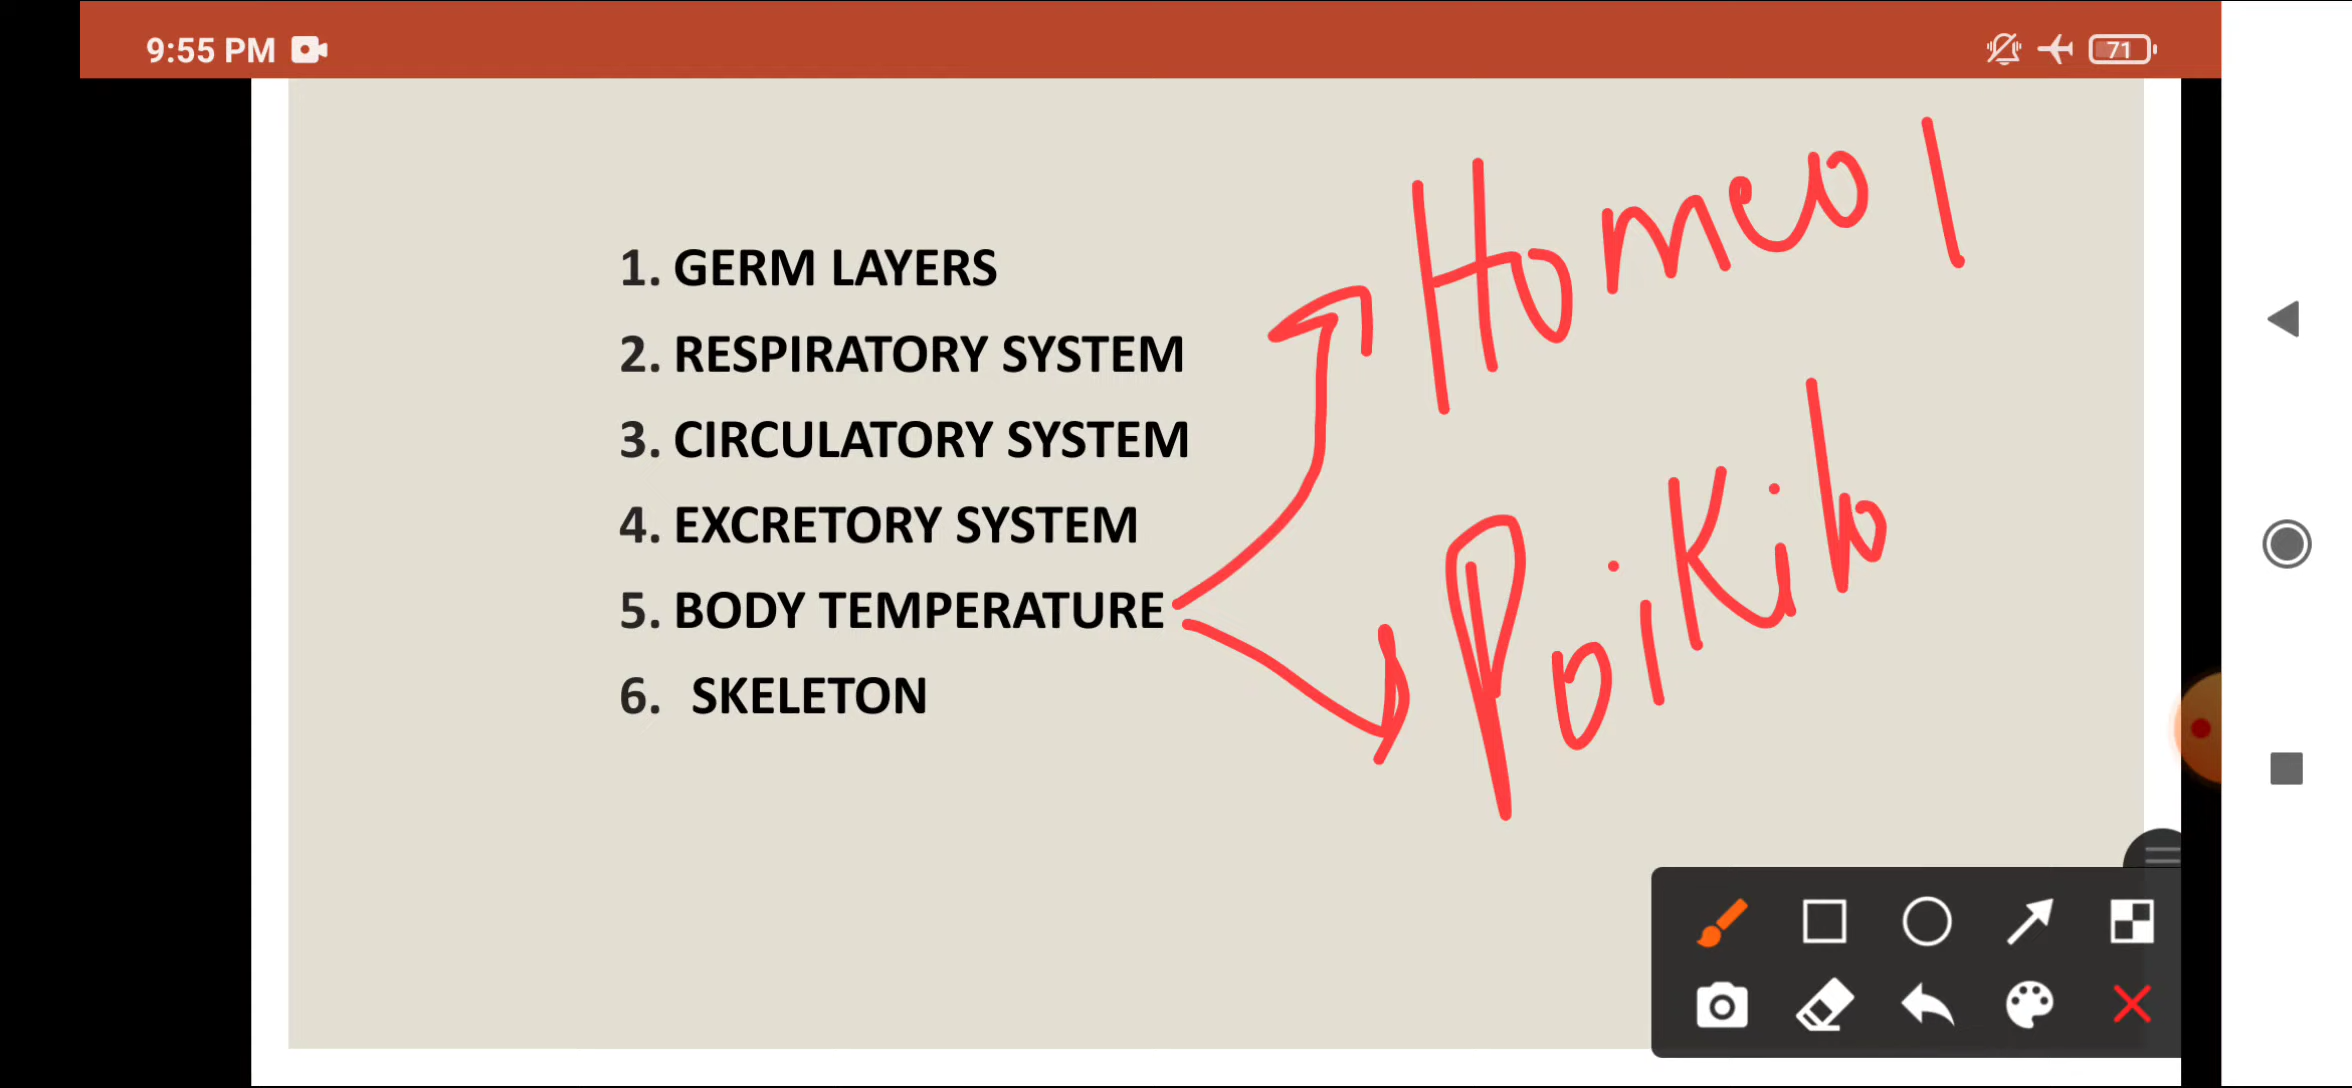 9:55 PM
71
1. GERM LAYERS
2. RESPIRATORY SYSTEM
3. CIRCULATORY SYSTEM
4. EXCRETORY SYSTEM
5. BODY TEMPERATURE
6. SKELETON
Homeo |
Poikilo